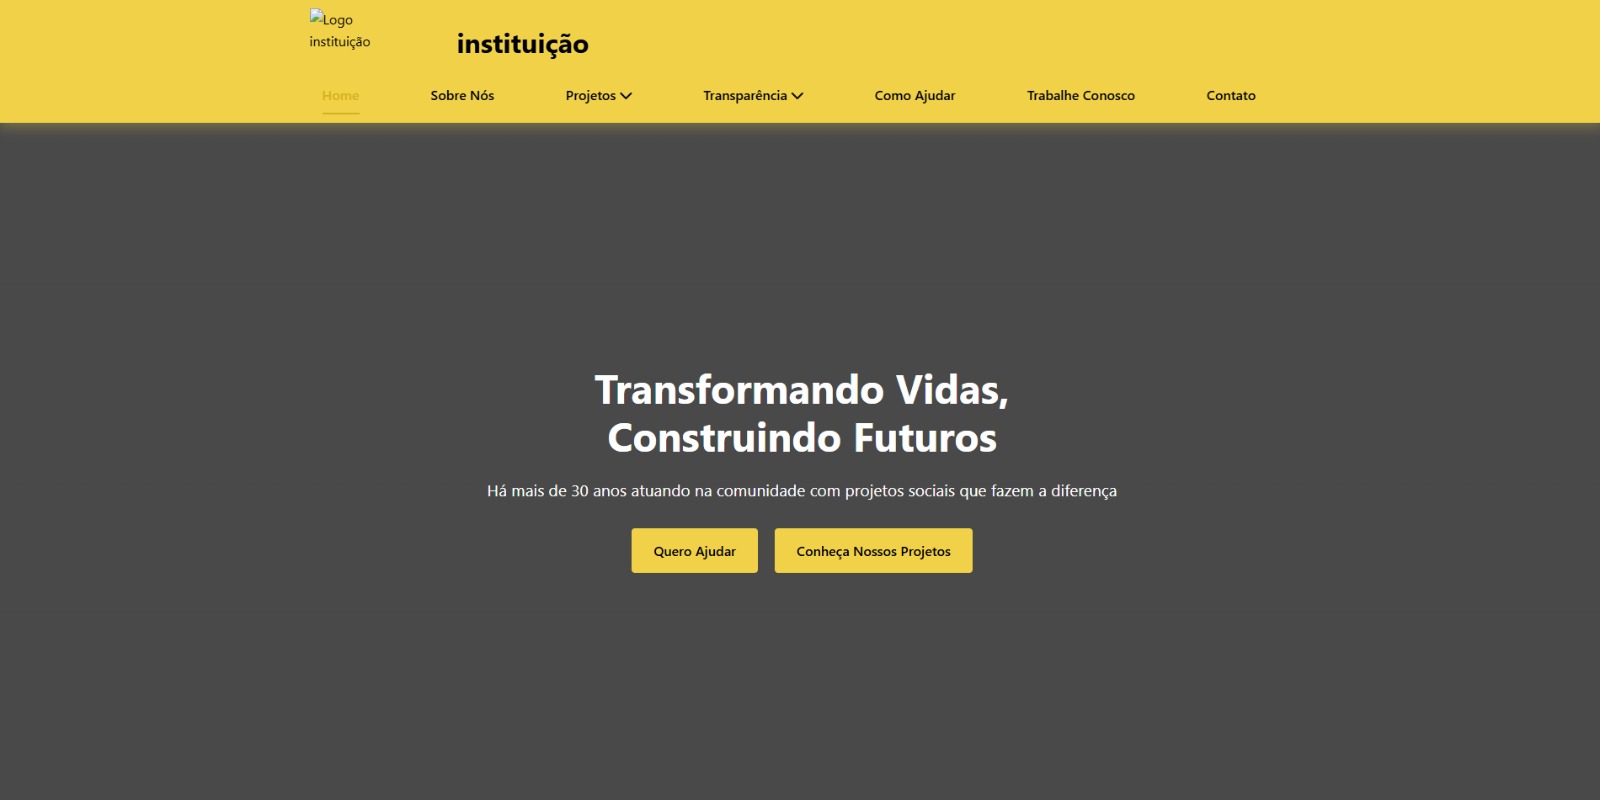 Logo
instituição
instituição
Home
Sobre Nós
Projetos
Transparência
Como Ajudar
Trabalhe Conosco
Contato
Transformando Vidas,
Construindo Futuros
Há mais de 30 anos atuando na comunidade com projetos sociais que fazem a diferença
Quero Ajudar
Conheça Nossos Projetos